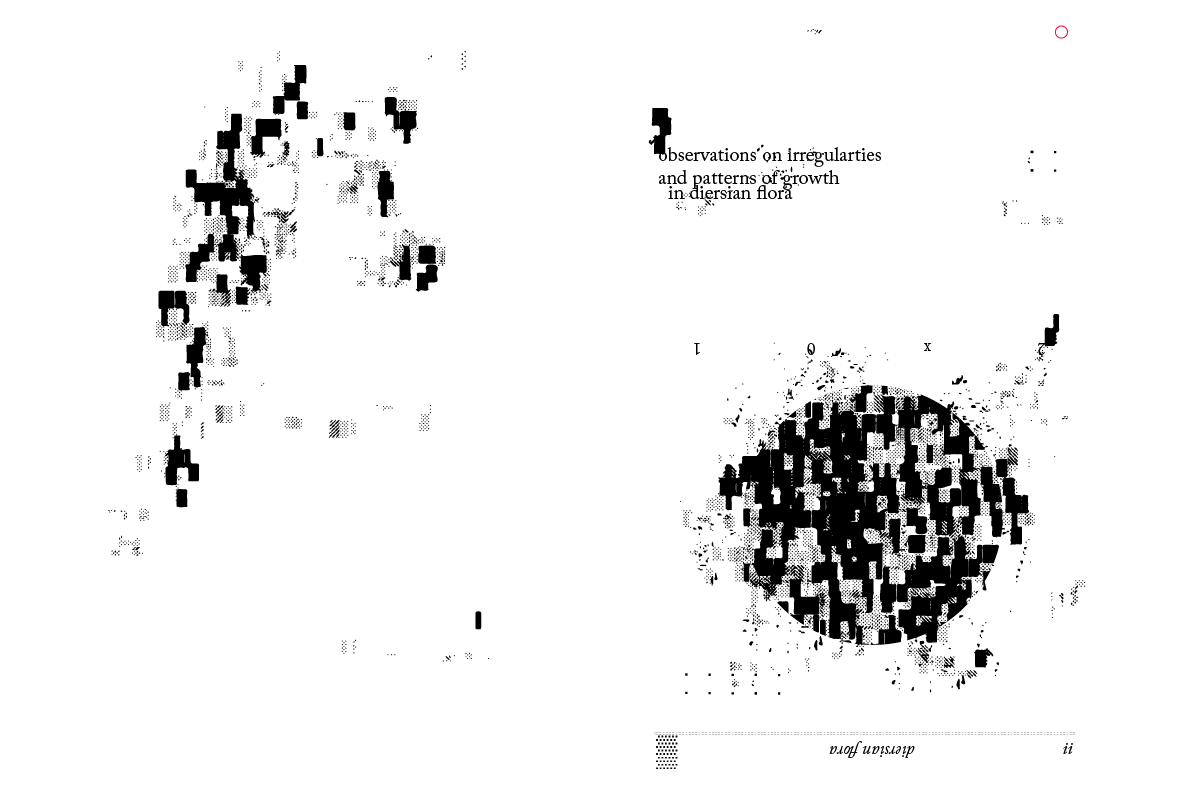 observations on irregularties
and patterns of growth
in diersian flora
1 0 x 2
diersian flora ii